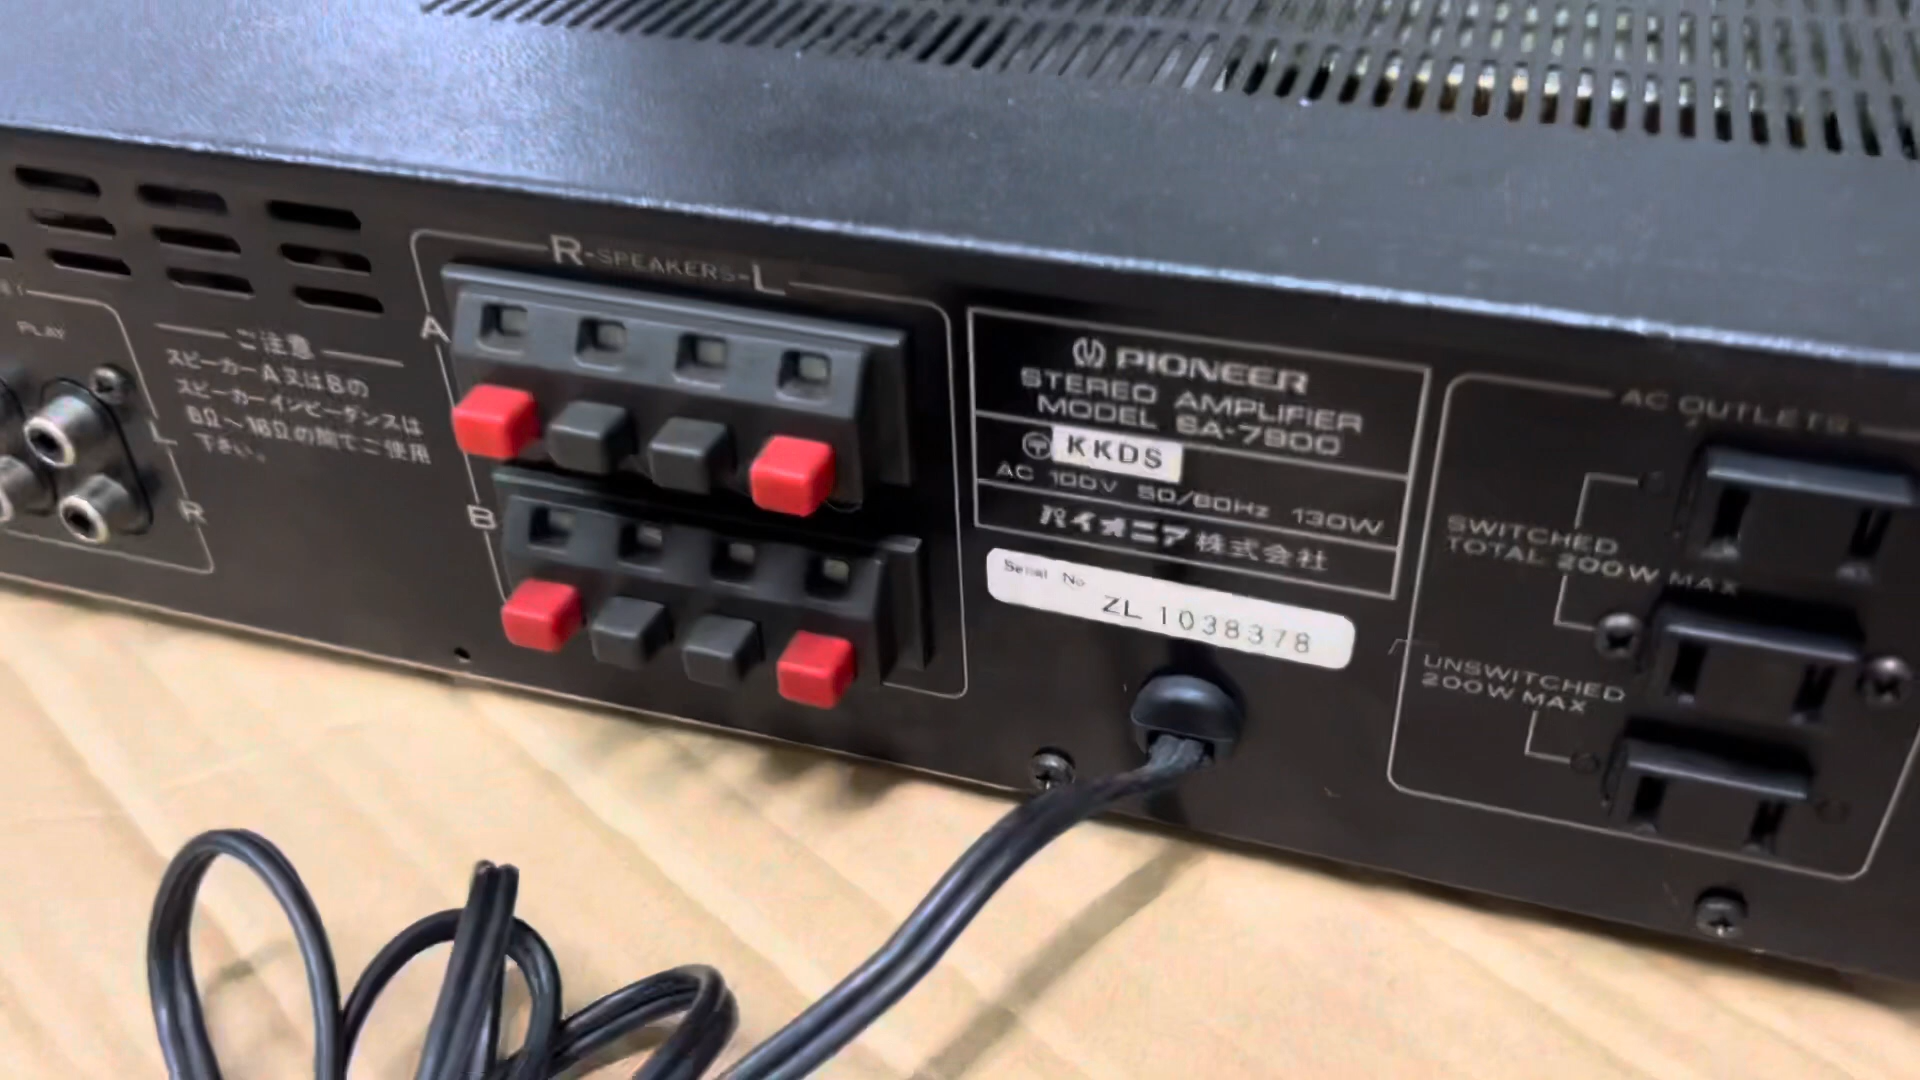 PLAY
R
ご注意
スピーカーA又はBの
スピーカーインピーダンスは
6Ω～16Ωの間でご使用
下さい。
R-SPEAKERS-L
A
B
PIONEER
STEREO AMPLIFIER
MODEL SA-7900
KKDS
AC 100V 50/60Hz 130W
パイオニア株式会社
Serial No
ZL 1038378
AC OUTLETS
SWITCHED
TOTAL 200W MAX
UNSWITCHED
200W MAX